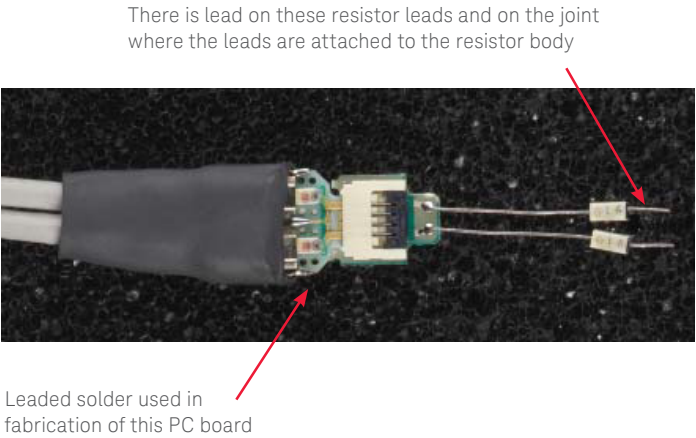 There is lead on these resistor leads and on the joint
where the leads are attached to the resistor body
Leaded solder used in
fabrication of this PC board